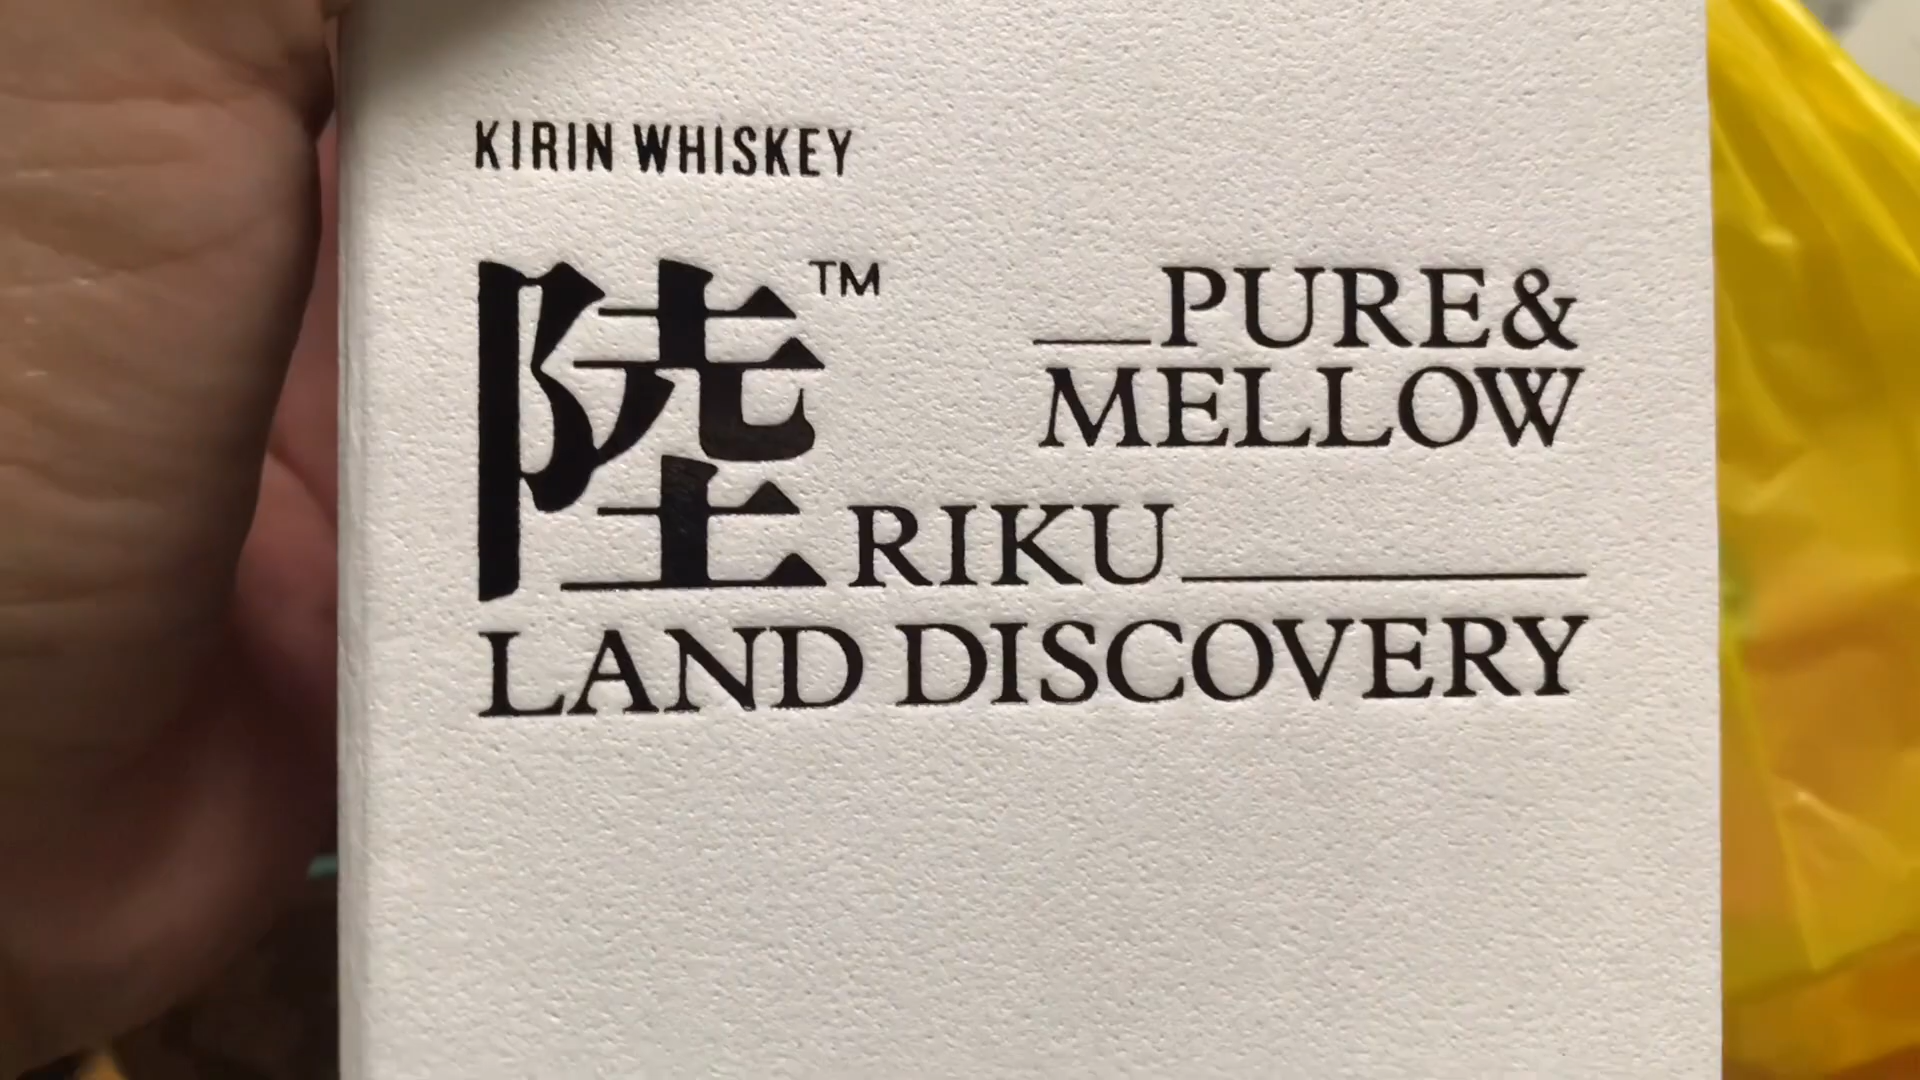 KIRIN WHISKEY
陸™
PURE&
MELLOW
RIKU
LAND DISCOVERY